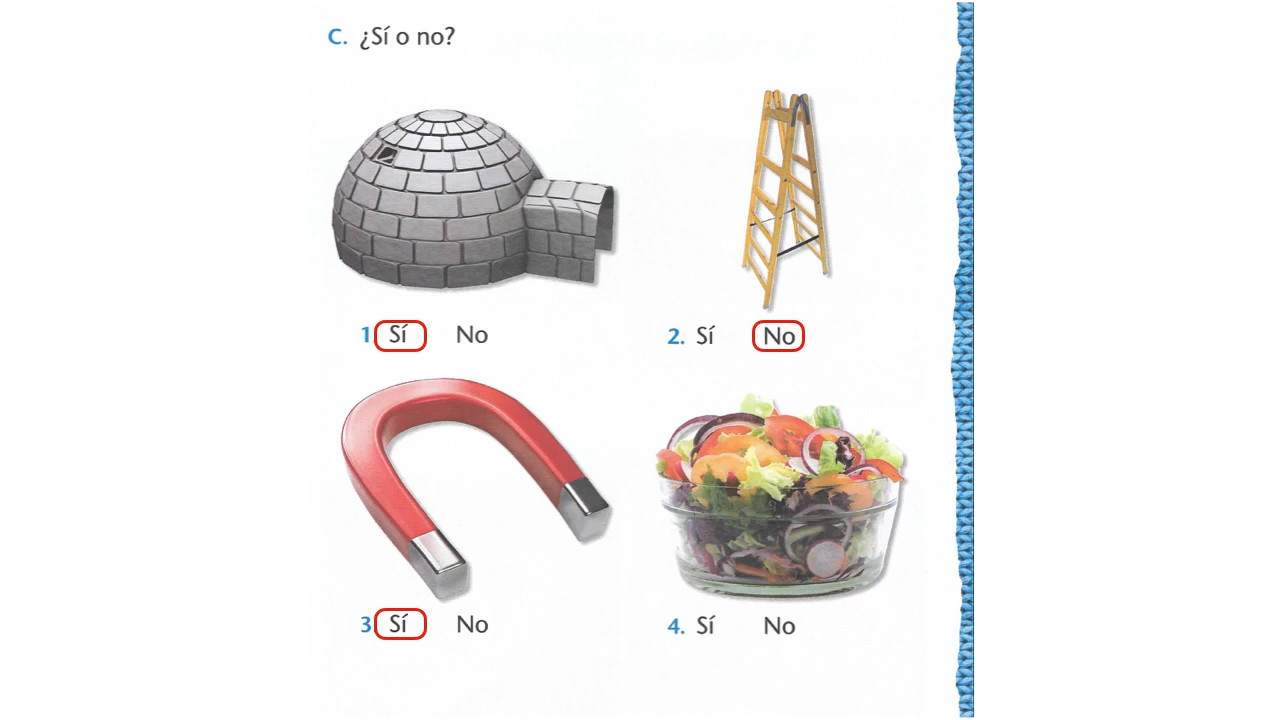 C. ¿Sí o no?
1 Sí No
2. Sí No
3 Sí No
4. Sí No